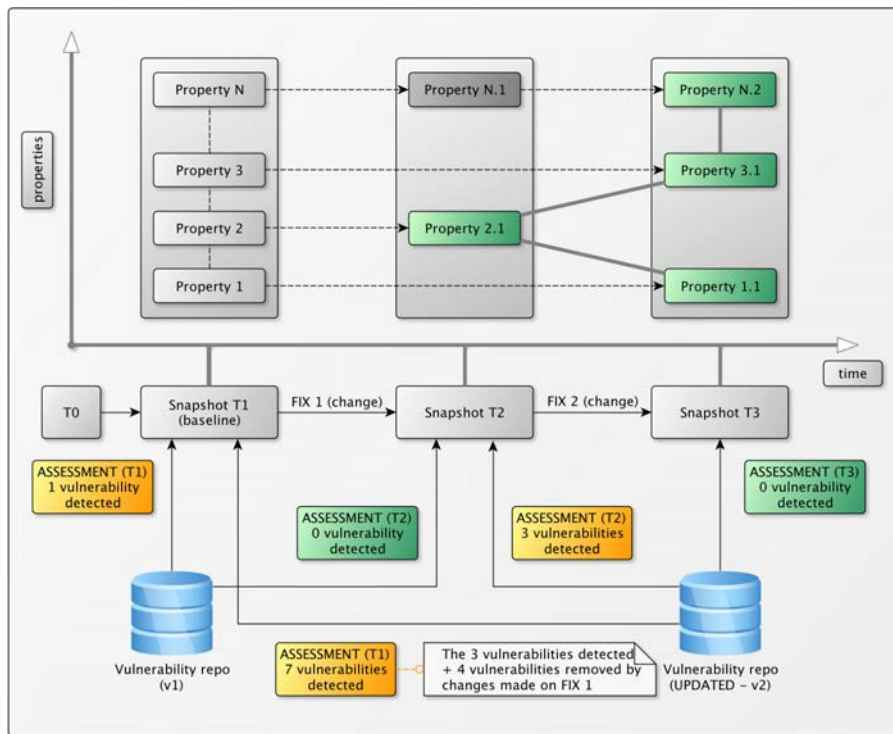 Property N
Property N.1
Property N.2
properties
Property 3
Property 3.1
Property 2
Property 2.1
Property 1
Property 1.1
time
T0
Snapshot T1
(baseline)
FIX 1 (change)
Snapshot T2
FIX 2 (change)
Snapshot T3
ASSESSMENT (T1)
1 vulnerability
detected
ASSESSMENT (T2)
0 vulnerability
detected
ASSESSMENT (T2)
3 vulnerabilities
detected
ASSESSMENT (T3)
0 vulnerability
detected
Vulnerability repo
(v1)
ASSESSMENT (T1)
7 vulnerabilities
detected
The 3 vulnerabilities detected
+ 4 vulnerabilities removed by
changes made on FIX 1
Vulnerability repo
(UPDATED - v2)